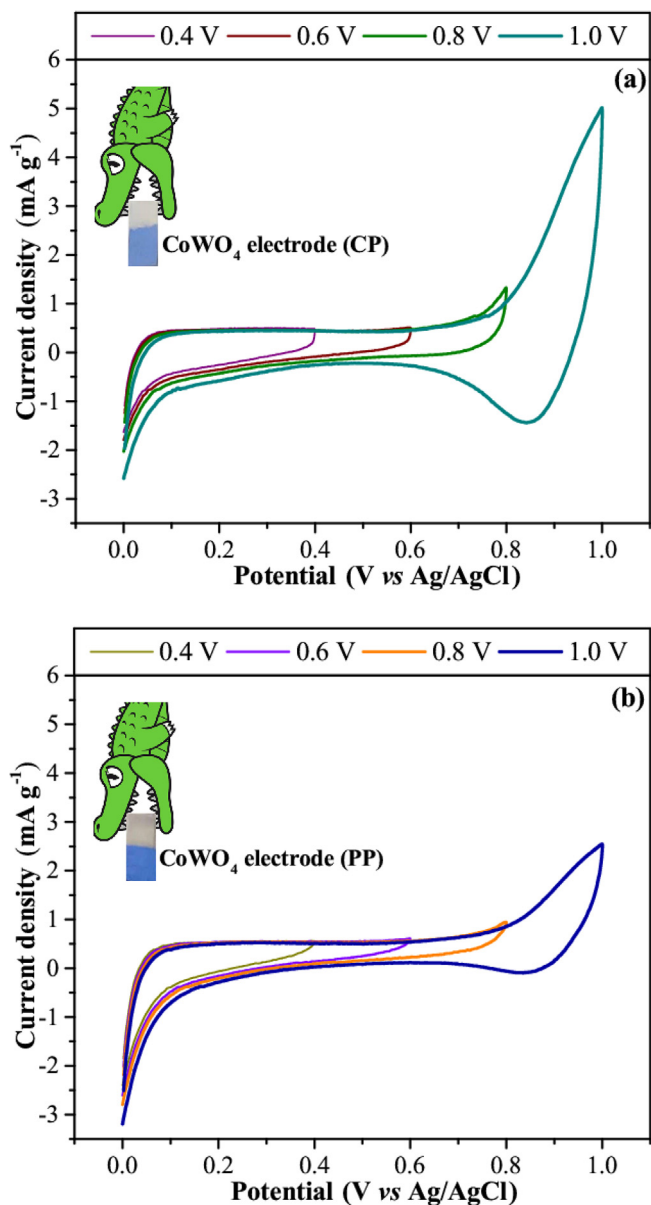 0.4 V 0.6 V 0.8 V 1.0 V
(a)
6
5
4
3
2
1
0
-1
-2
-3
Current density (mA g⁻¹)
CoWO₄ electrode (CP)
0.0 0.2 0.4 0.6 0.8 1.0
Potential (V vs Ag/AgCl)
0.4 V 0.6 V 0.8 V 1.0 V
(b)
6
5
4
3
2
1
0
-1
-2
-3
Current density (mA g⁻¹)
CoWO₄ electrode (PP)
0.0 0.2 0.4 0.6 0.8 1.0
Potential (V vs Ag/AgCl)